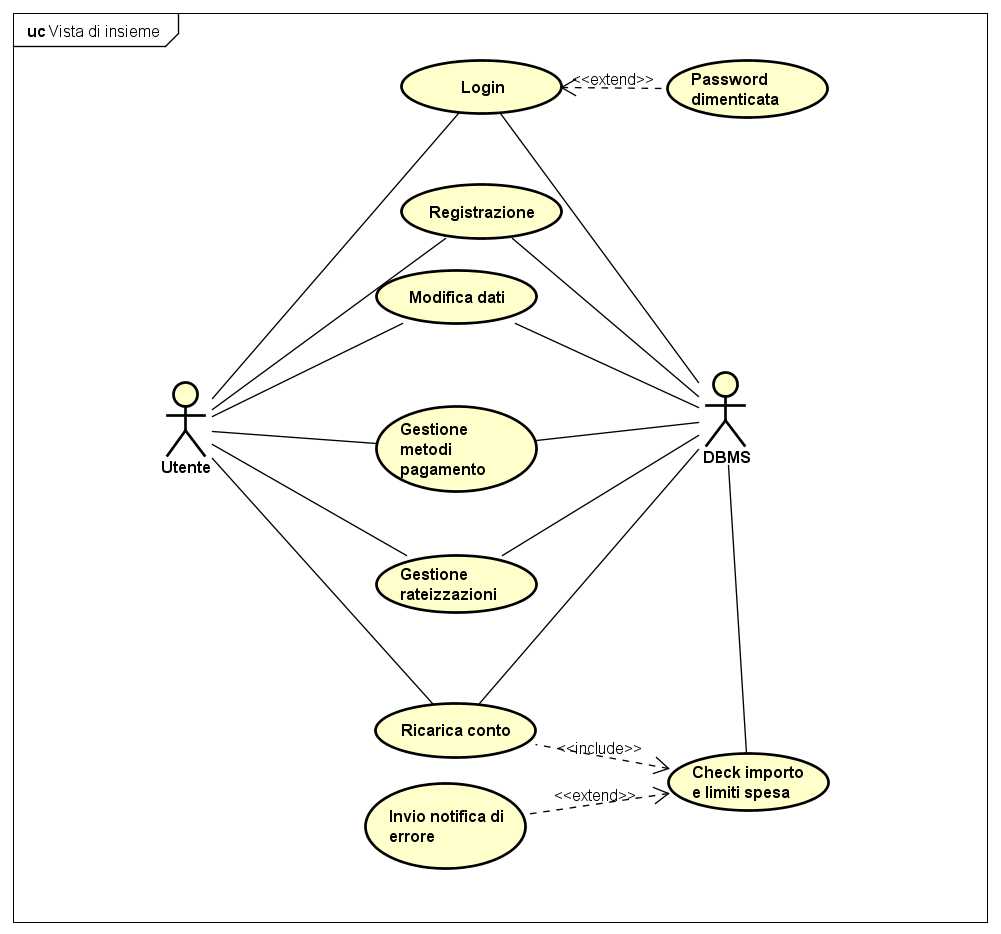 uc Vista di insieme
Login
<<extend>>
Password
dimenticata
Registrazione
Modifica dati
Utente
DBMS
Gestione
metodi
pagamento
Gestione
rateizzazioni
Ricarica conto
<<include>>
Check importo
e limiti spesa
<<extend>>
Invio notifica di
errore